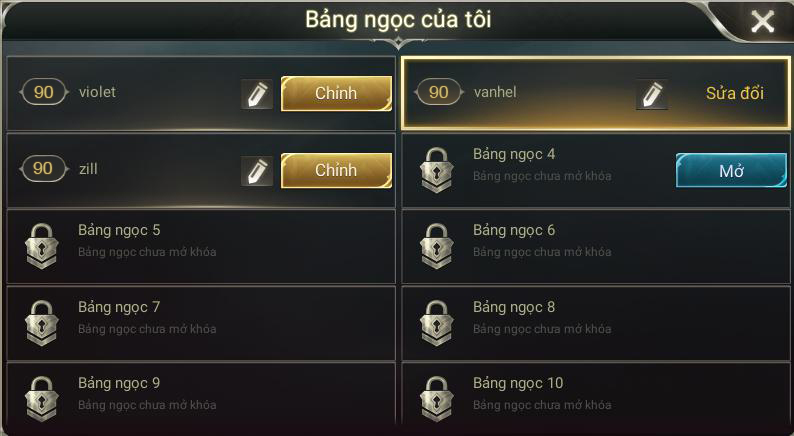 Bảng ngọc của tôi
90 violet Chỉnh
90 vanhel Sửa đổi
90 zill Chỉnh
Bảng ngọc 4
Bảng ngọc chưa mở khóa
Mở
Bảng ngọc 5
Bảng ngọc chưa mở khóa
Bảng ngọc 6
Bảng ngọc chưa mở khóa
Bảng ngọc 7
Bảng ngọc chưa mở khóa
Bảng ngọc 8
Bảng ngọc chưa mở khóa
Bảng ngọc 9
Bảng ngọc chưa mở khóa
Bảng ngọc 10
Bảng ngọc chưa mở khóa